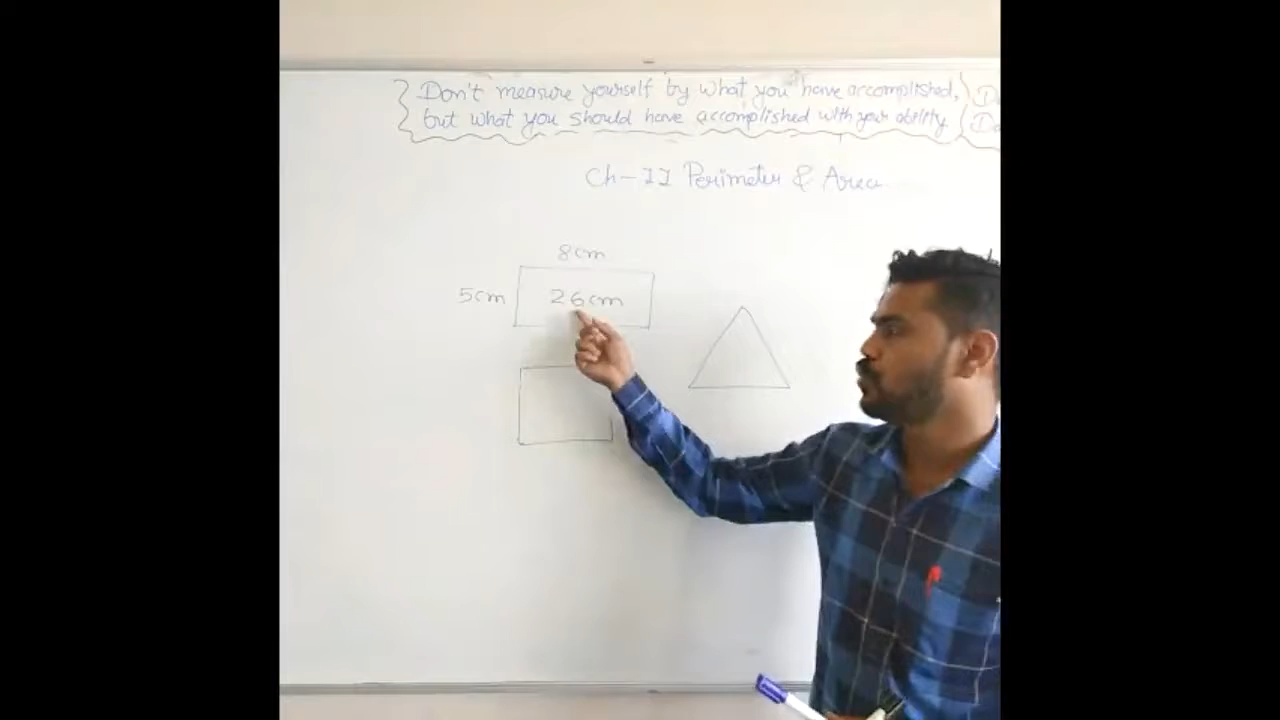 Don't measure yourself by what you have accomplished,
but what you should have accomplished with your ability
Ch-11 Perimeter & Area
8cm
5cm
26cm